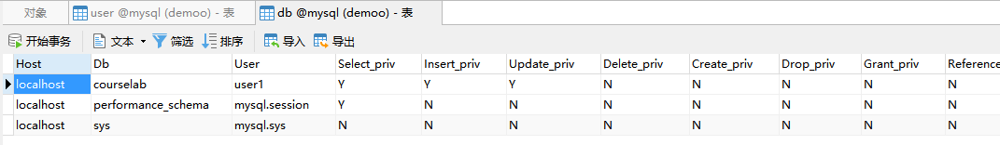 对象 user @mysql (demoo) - 表 db @mysql (demoo) - 表
开始事务 文本 筛选 排序 导入 导出
Host Db User Select_priv Insert_priv Update_priv Delete_priv Create_priv Drop_priv Grant_priv Reference
localhost courselab user1 Y Y Y N N N N N
localhost performance_schema mysql.session Y N N N N N N N
localhost sys mysql.sys N N N N N N N N